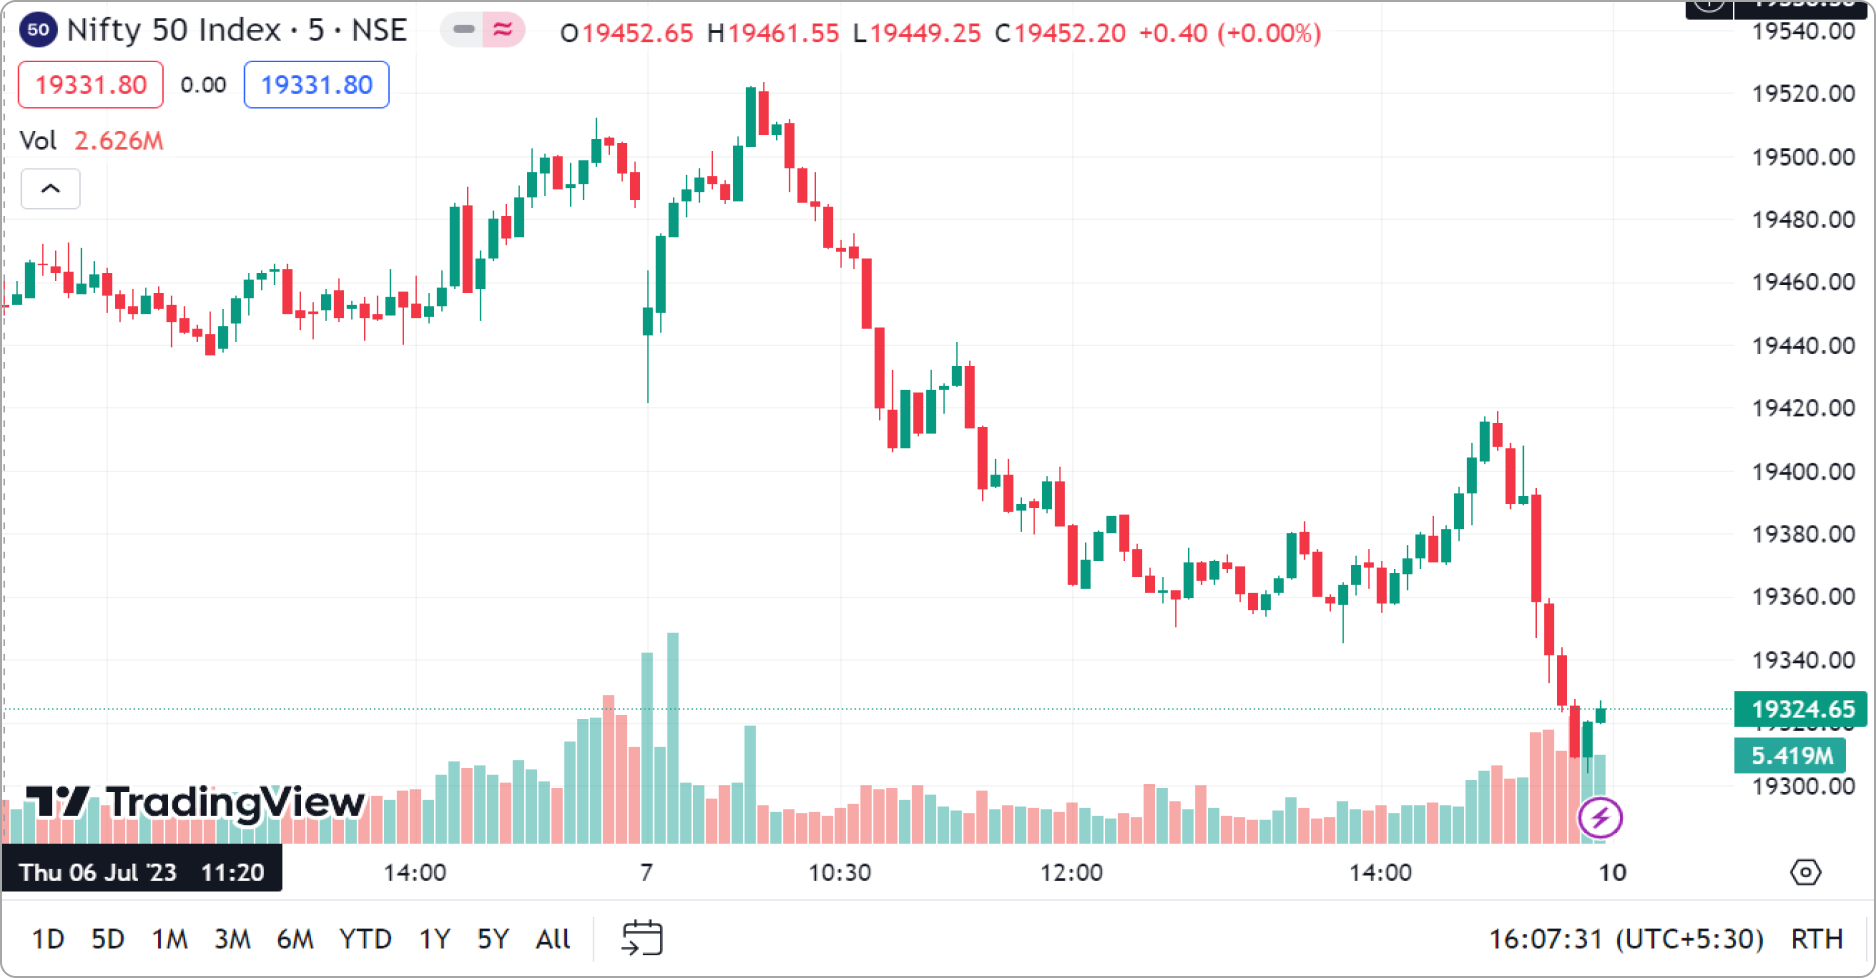 50 Nifty 50 Index · 5 · NSE O19452.65 H19461.55 L19449.25 C19452.20 +0.40 (+0.00%)
19331.80 0.00 19331.80
Vol 2.626M
19540.00
19520.00
19500.00
19480.00
19460.00
19440.00
19420.00
19400.00
19380.00
19360.00
19340.00
19324.65
5.419M
19300.00
TradingView
Thu 06 Jul '23 11:20 14:00 7 10:30 12:00 14:00 10
1D 5D 1M 3M 6M YTD 1Y 5Y All 16:07:31 (UTC+5:30) RTH